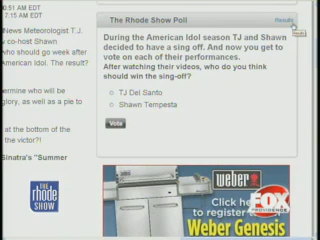 0:51 AM EDT
7:15 AM EDT
News Meteorologist T.J.
co-host Shawn
who should go week after
American Idol. The result?
ermine who will be
glory, as well as a pie to
at the bottom of the
the victor?!
Sinatra's "Summer
THE
rhode
SHOW
The Rhode Show Poll
Results
During the American Idol season TJ and Shawn
decided to have a sing off. And now you get to
vote on each of their performances.
After watching their videos, who do you think
should win the sing-off?
TJ Del Santo
Shawn Tempesta
Vote
weber
Click he
to register
Weber Genesis
FOX
PROVIDENCE